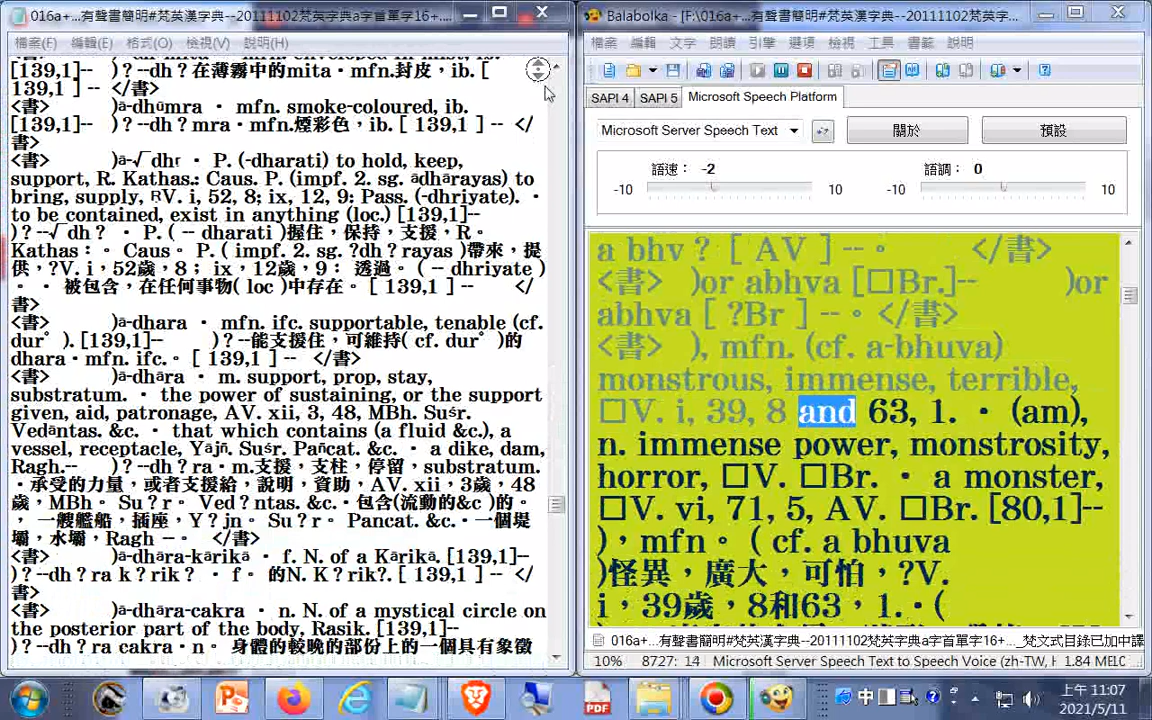 有聲書簡明#梵英漢字典--20111102梵英字典a字首單字16+...
檔案(F) 編輯(E) 格式(O) 檢視(V) 說明(H)
[139,1]-- )? --dh ? 在薄霧中的mita‧mfn.封皮，ib. [
139,1 ] -- </書>
<書> )ā-dhūmra ‧ mfn. smoke-coloured, ib.
[139,1]-- )? --dh ? mra‧mfn.煙彩色，ib. [ 139,1 ] -- </
書>
<書> )ā-√dhr ‧ P. (-dharati) to hold, keep,
support, R. Kathas.: Caus. P. (impf. 2. sg. ādhārayas) to
bring, supply, RV. i, 52, 8; ix, 12, 9: Pass. (-dhriyate). ‧
to be contained, exist in anything (loc.) [139,1]--
)? --√dh ? ‧ P. ( -- dharati )握住，保持，支援，R。
Kathas：。 Caus。 P. ( impf. 2. sg. ?dh? rayas )帶來，提
供，?V. i，52歲，8； ix，12歲，9： 透過。 ( -- dhriyate )
。‧ 被包含，在任何事物( loc )中存在。 [ 139,1 ] -- </
書>
<書> )ā-dhara ‧ mfn. ifc. supportable, tenable (cf.
dur°). [139,1]-- )? --能支援住，可維持( cf. dur°)的
dhara‧mfn. ifc.。 [ 139,1 ] -- </書>
<書> )ā-dhāra ‧ m. support, prop, stay,
substratum. ‧ the power of sustaining, or the support
given, aid, patronage, AV. xii, 3, 48, MBh. Suśr.
Vedāntas. &c. ‧ that which contains (a fluid &c.), a
vessel, receptacle, Yājñ. Suśr. Pañcat. &c. ‧ a dike, dam,
Ragh.-- )? --dh ? ra‧m.支援，支柱，停留，substratum.
‧承受的力量，或者支援給，說明，資助，AV. xii，3歲，48
歲，MBh。 Su ? r。 Ved ? ntas. &c.‧包含(流動的&c )的。
， 一艘艦船，插座，Y ? jn。 Su ? r。 Pancat. &c.‧一個堤
壩，水壩，Ragh --。 </書>
<書> )ā-dhāra-kārikā ‧ f. N. of a Kārikā. [139,1]--
)? --dh ? ra k ? rik ? ‧ f。 的N. K ? rik?. [ 139,1 ] -- </
書>
<書> )ā-dhāra-cakra ‧ n. N. of a mystical circle on
the posterior part of the body, Rasik. [139,1]--
)? --dh ? ra cakra‧n。 身體的較晚的部份上的一個具有象徵
Balabolka - [F:\016a+...有聲書簡明#梵英漢字典--20111102梵英字...
檔案 編輯 文字 朗讀 引擎 選項 檢視 工具 書籤 說明
SAPI 4 SAPI 5 Microsoft Speech Platform
Microsoft Server Speech Text 關於 預設
語速： -2 語調： 0
-10 10 -10 10
a bhv ? [ AV ] --。 </書>
<書> )or abhva [□Br.]-- )or
abhva [ ?Br ] --。</書>
<書> ), mfn. (cf. a-bhuva)
monstrous, immense, terrible,
□V. i, 39, 8 and 63, 1. ‧ (am),
n. immense power, monstrosity,
horror, □V. □Br. ‧ a monster,
□V. vi, 71, 5, AV. □Br. [80,1]--
)，mfn。 ( cf. a bhuva
)怪異，廣大，可怕，?V.
i，39歲，8和63，1.‧(
016a+...有聲書簡明#梵英漢字典--20111102梵英字典a字首單字16+..._梵文式目錄已加中譯
10% 8727: 14 Microsoft Server Speech Text to Speech Voice (zh-TW, H 1.84 MELC
中
上午 11:07
2021/5/11